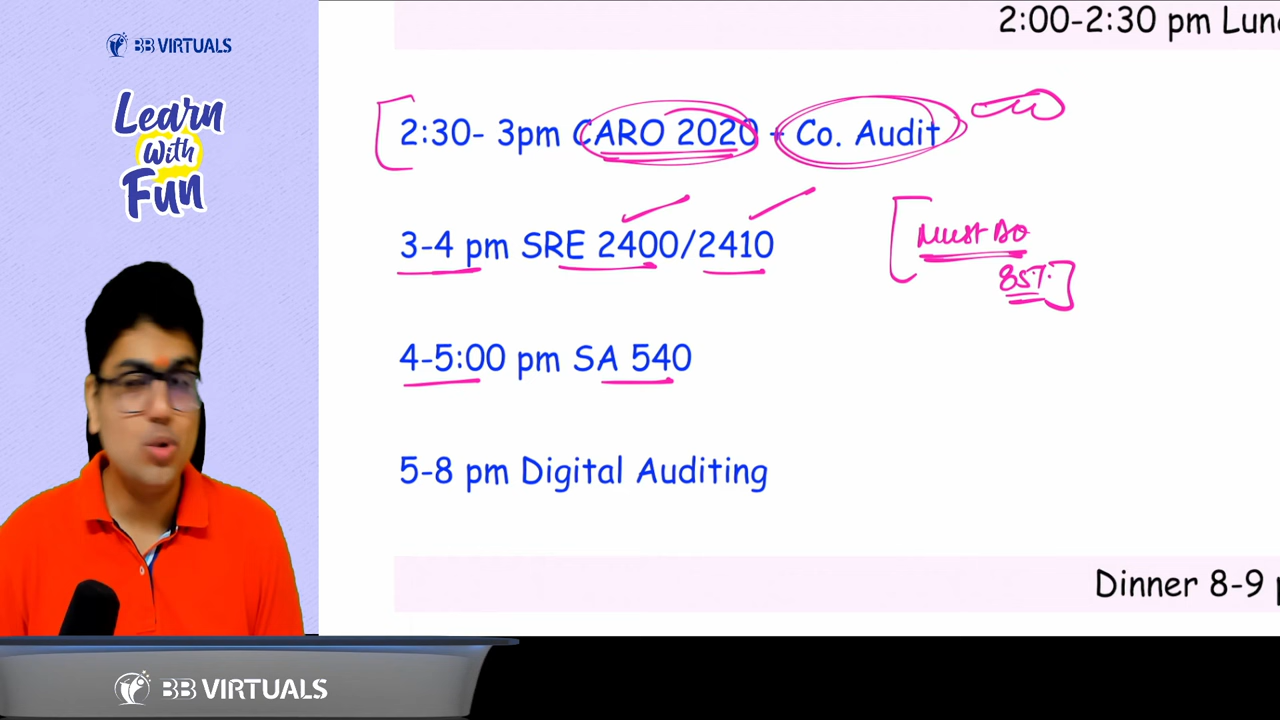 BB VIRTUALS
Learn
With
Fun
2:00-2:30 pm
2:30- 3pm CARO 2020 + Co. Audit
3-4 pm SRE 2400/2410
Must Do
85%
4-5:00 pm SA 540
5-8 pm Digital Auditing
Dinner 8-9
BB VIRTUALS